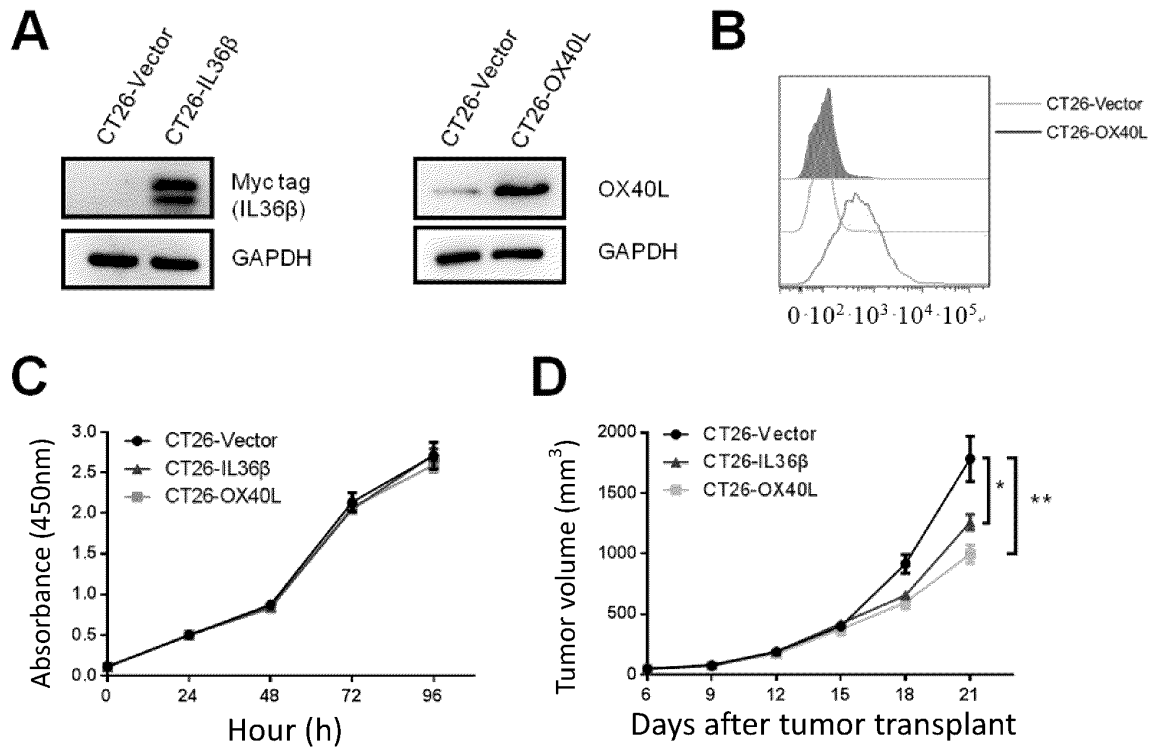 A
CT26-Vector
CT26-IL36β
Myc tag
(IL36β)
GAPDH
CT26-Vector
CT26-OX40L
OX40L
GAPDH
B
CT26-Vector
CT26-OX40L
0·10²·10³·10⁴·10⁵
C
Absorbance (450nm)
3.0
2.5
2.0
1.5
1.0
0.5
0.0
CT26-Vector
CT26-IL36β
CT26-OX40L
0 24 48 72 96
Hour (h)
D
Tumor volume (mm³)
2000
1500
1000
500
0
CT26-Vector
CT26-IL36β
CT26-OX40L
*
**
6 9 12 15 18 21
Days after tumor transplant